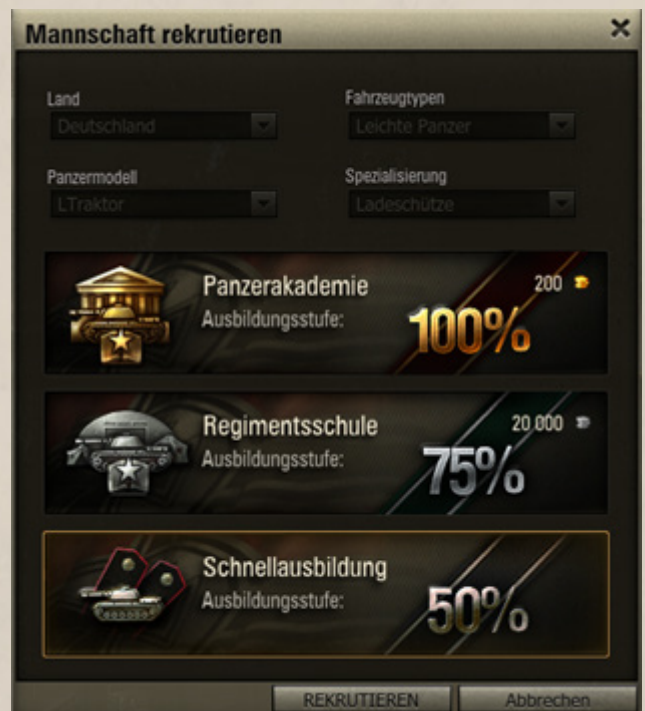 Mannschaft rekrutieren
Land
Fahrzeugtypen
Deutschland
Leichte Panzer
Panzermodell
Spezialisierung
LTraktor
Ladeschütze
Panzerakademie
200
Ausbildungsstufe:
100%
Regimentsschule
20 000
Ausbildungsstufe:
75%
Schnellausbildung
Ausbildungsstufe:
50%
REKRUTIEREN
Abbrechen